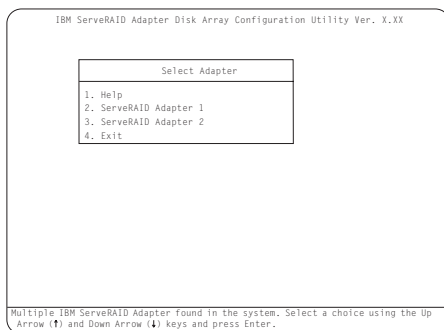 IBM ServeRAID Adapter Disk Array Configuration Utility Ver. X.XX
Select Adapter
1. Help
2. ServeRAID Adapter 1
3. ServeRAID Adapter 2
4. Exit
Multiple IBM ServeRAID Adapter found in the system. Select a choice using the Up
Arrow (↑) and Down Arrow (↓) keys and press Enter.